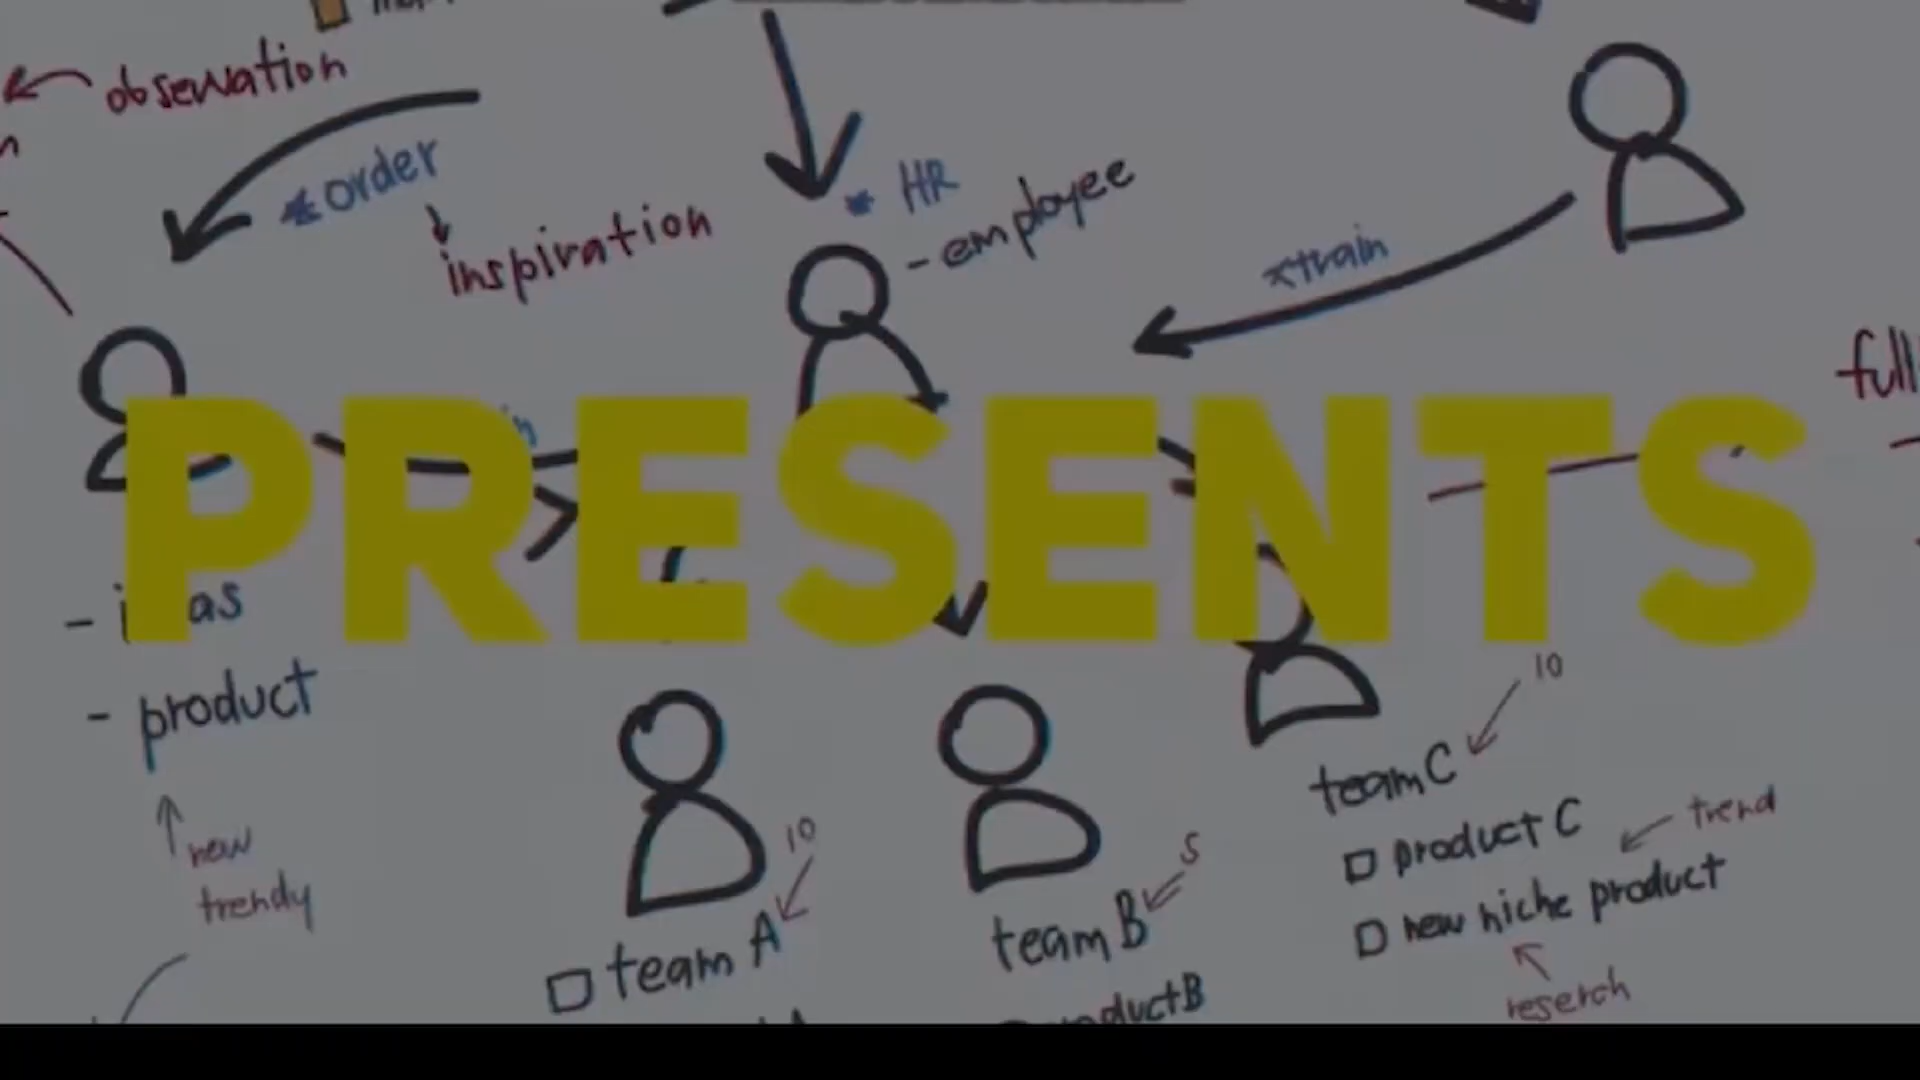 obsewation
*order
inspiration
* HR
- employee
*train
full
PRESENTS
- product
new
trendy
10
team A
5
team B
10
team C
product C
trend
new niche product
reserch